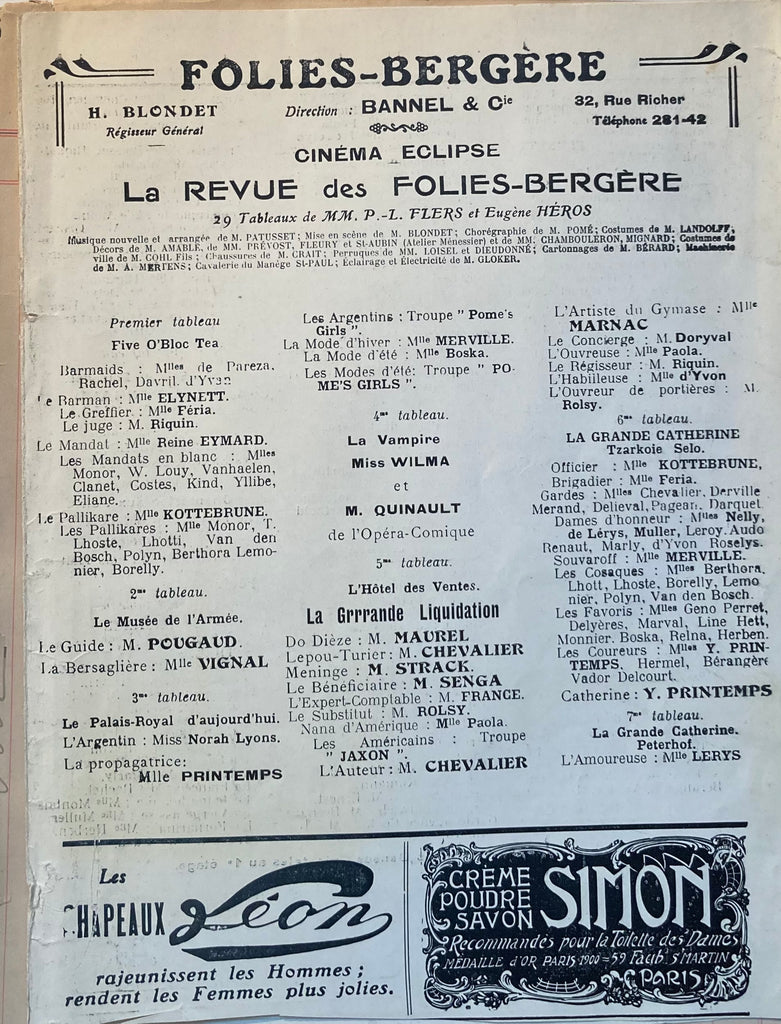 FOLIES-BERGÈRE
H. BLONDET
Régisseur Général
Direction : BANNEL & Cie
32, Rue Richer
Téléphone 281-42
CINÉMA ECLIPSE
La REVUE des FOLIES-BERGÈRE
29 Tableaux de MM. P.-L. FLERS et Eugène HÉROS
Musique nouvelle et arrangée de M. PATUSSET; Mise en scène de M. BLONDET; Chorégraphie de M. POMÉ; Costumes de M. LANDOLFF;
Décors de M. AMABLE, de MM. PRÉVOST, FLEURY et St-AUBIN (Atelier Ménessier) et de MM. CHAMBOULERON, MIGNARD; Costumes de
ville de M. COHL Fils; Chaussures de M. CRAIT; Perruques de MM. LOISEL et DIEUDONNÉ; Cartonnages de M. BÉRARD; Machinerie
de M. A. MERTENS; Cavalerie du Manège St-PAUL; Eclairage et Électricité de M. GLOKER.
Premier tableau
Five O'Bloc Tea
Barmaids : Mlles de Pareza,
Rachel, Davril, d'Yvan
Le Barman : Mlle ELYNETT.
Le Greffier : Mlle Féria.
Le juge : M. Riquin.
Le Mandat : Mlle Reine EYMARD.
Les Mandats en blanc : Mlles
Monor, W. Louy, Vanhaelen,
Clanet, Costes, Kind, Yllibe,
Eliane.
Le Pallikare : Mlle KOTTEBRUNE.
Les Pallikares : Mlle Monor, T.
Lhoste, Lhotti, Van den
Bosch, Polyn, Berthora Lemo-
nier, Borelly.
2me tableau.
Le Musée de l'Armée.
Le Guide : M. POUGAUD.
La Bersaglière : Mlle VIGNAL
3me tableau.
Le Palais-Royal d'aujourd'hui.
L'Argentin : Miss Norah Lyons.
La propagatrice:
Mlle PRINTEMPS
Les Argentins : Troupe " Pome's
Girls ".
La Mode d'hiver : Mlle MERVILLE.
La Mode d'été : Mlle Boska.
Les Modes d'été: Troupe " PO-
ME'S GIRLS ".
4me tableau.
La Vampire
Miss WILMA
et
M. QUINAULT
de l'Opéra-Comique
5me tableau.
L'Hôtel des Ventes.
La Grrrande Liquidation
Do Dièze : M. MAUREL
Lepou-Turier : M. CHEVALIER
Meninge : M. STRACK.
Le Bénéficiaire : M. SENGA
L'Expert-Comptable : M. FRANCE.
Le Substitut : M. ROLSY.
Nana d'Amérique : Mlle Paola.
Les Américains : Troupe
" JAXON ".
L'Auteur : M. CHEVALIER
L'Artiste du Gymase : Mlle
MARNAC
Le Concierge : M. Doryval
L'Ouvreuse : Mlle Paola.
Le Régisseur : M. Riquin.
L'Habilleuse : Mlle d'Yvon
L'Ouvreur de portières : M.
Rolsy.
6me tableau.
LA GRANDE CATHERINE
Tzarkoie Selo.
Officier : Mlle KOTTEBRUNE,
Brigadier : Mlle Feria.
Gardes : Mlles Chevalier, Derville
Merand, Delieval, Pagean, Darquet.
Dames d'honneur : Mlles Nelly,
de Lérys, Muller, Leroy, Audo
Renaut, Marly, d'Yvon Roselys.
Souvaroff : Mlle MERVILLE.
Les Cosaques : Mlles Berthora,
Lhott, Lhoste, Borelly, Lemo
nier, Polyn, Van den Bosch.
Les Favoris : Mlles Geno Perret,
Delyères, Marval, Line Hett,
Monnier, Boska, Relna, Herben.
Les Coureurs : Mlles Y. PRIN-
TEMPS, Hermel, Bérangère
Vador Delcourt.
Catherine : Y. PRINTEMPS
7me tableau.
La Grande Catherine.
Peterhof.
L'Amoureuse : Mlle LERYS
Les
CHAPEAUX Léon
rajeunissent les Hommes ;
rendent les Femmes plus jolies.
CRÈME
POUDRE
SAVON
SIMON
Recommandés pour la Toilette des Dames
MÉDAILLE d'OR PARIS 1900 = 59 Faubg St MARTIN
PARIS